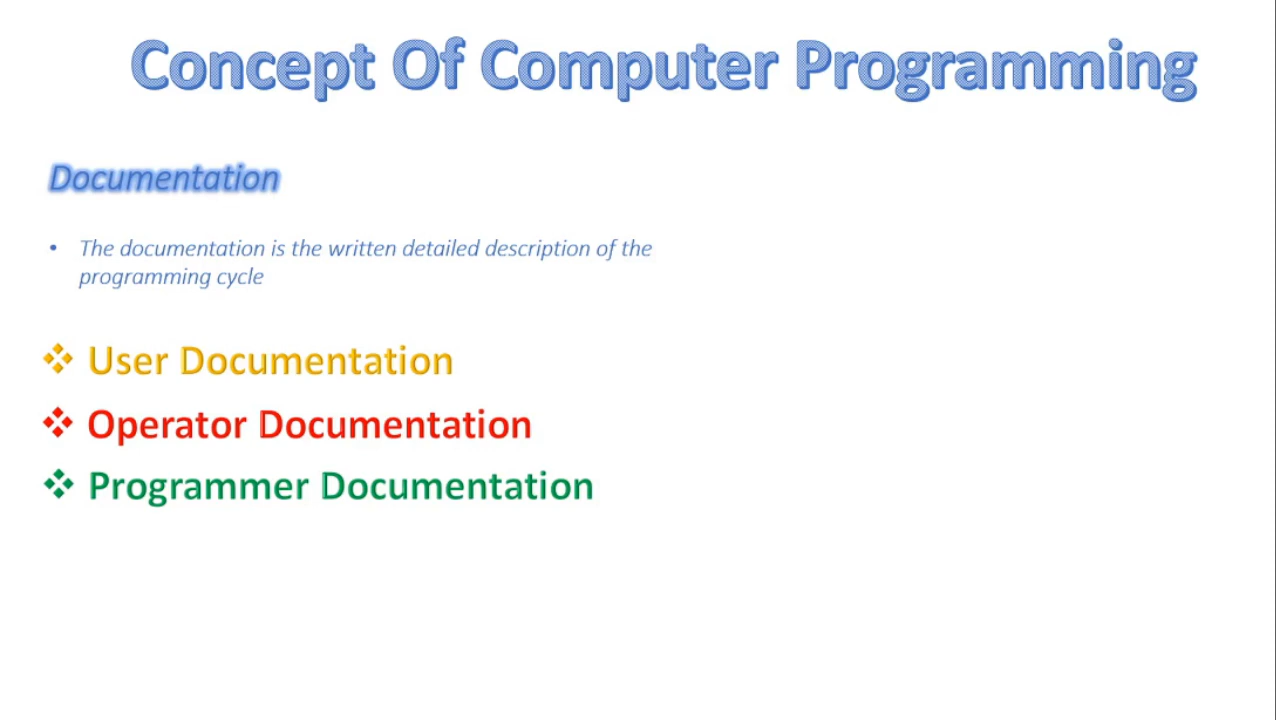 Concept Of Computer Programming
Documentation
• The documentation is the written detailed description of the
programming cycle
❖ User Documentation
❖ Operator Documentation
❖ Programmer Documentation